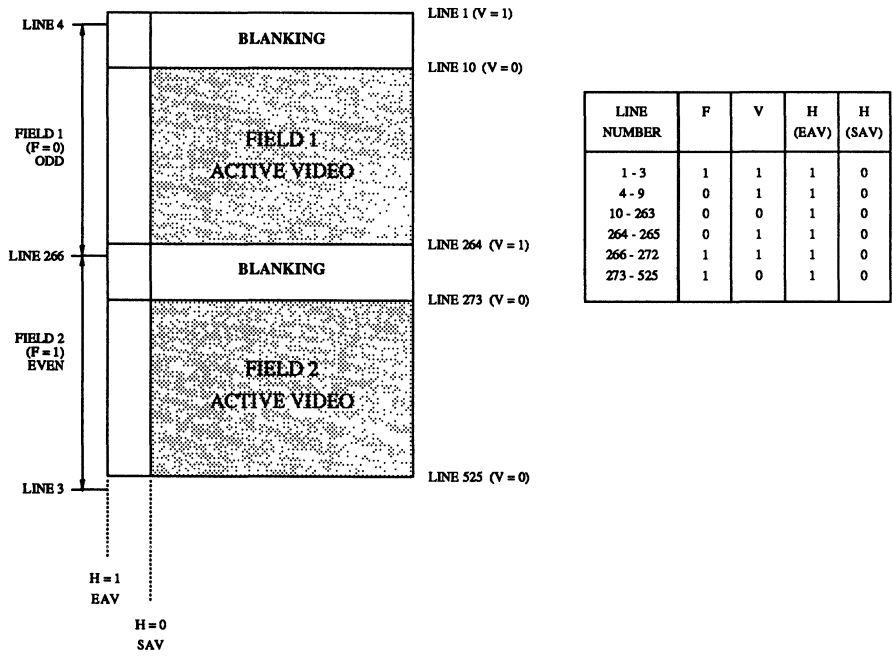 LINE 4
LINE 1 (V = 1)
BLANKING
LINE 10 (V = 0)
FIELD 1
(F = 0)
ODD
FIELD 1
ACTIVE VIDEO
LINE 266
LINE 264 (V = 1)
BLANKING
LINE 273 (V = 0)
FIELD 2
(F = 1)
EVEN
FIELD 2
ACTIVE VIDEO
LINE 3
LINE 525 (V = 0)
H = 1
EAV
H = 0
SAV
LINE NUMBER F V H (EAV) H (SAV)
1 - 3 1 1 1 0
4 - 9 0 1 1 0
10 - 263 0 0 1 0
264 - 265 0 1 1 0
266 - 272 1 1 1 0
273 - 525 1 0 1 0